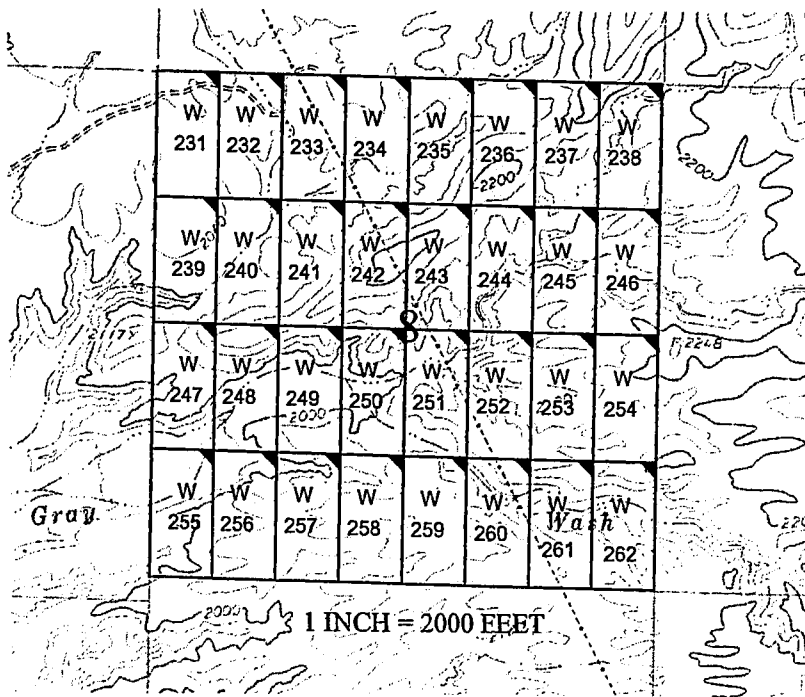 W W W W W W W W
231 232 233 234 235 236 237 238
2200
2200
W W W W W W W W
239 240 241 242 243 244 245 246
8
W W W W W W W W
247 248 249 250 251 252 253 254
2248
2000
W W W W W W W W
255 256 257 258 259 260 261 262
Gray Wash
2000
1 INCH = 2000 FEET